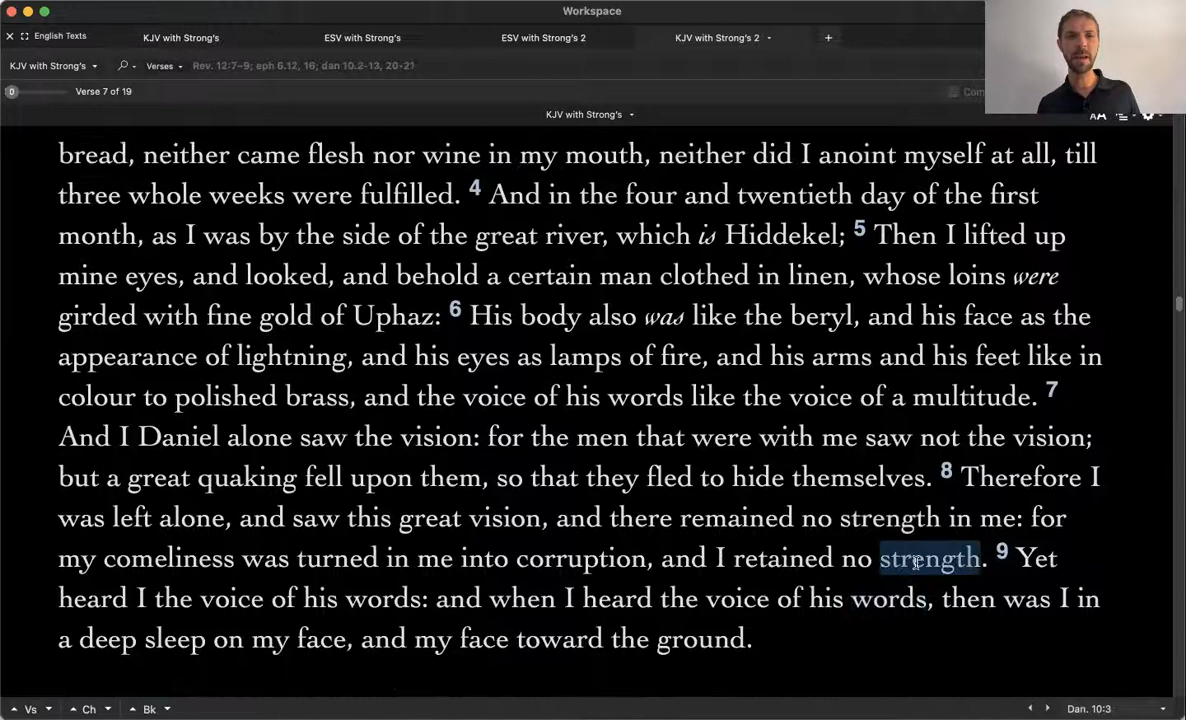 Workspace
English Texts
KJV with Strong's
ESV with Strong's
ESV with Strong's 2
KJV with Strong's 2
+
KJV with Strong's
Verses
Rev. 12:7–9; eph 6.12, 16; dan 10.2-13, 20-21
0
Verse 7 of 19
Com
KJV with Strong's
AA
bread, neither came flesh nor wine in my mouth, neither did I anoint myself at all, till
three whole weeks were fulfilled. 4 And in the four and twentieth day of the first
month, as I was by the side of the great river, which is Hiddekel; 5 Then I lifted up
mine eyes, and looked, and behold a certain man clothed in linen, whose loins were
girded with fine gold of Uphaz: 6 His body also was like the beryl, and his face as the
appearance of lightning, and his eyes as lamps of fire, and his arms and his feet like in
colour to polished brass, and the voice of his words like the voice of a multitude. 7
And I Daniel alone saw the vision: for the men that were with me saw not the vision;
but a great quaking fell upon them, so that they fled to hide themselves. 8 Therefore I
was left alone, and saw this great vision, and there remained no strength in me: for
my comeliness was turned in me into corruption, and I retained no strength. 9 Yet
heard I the voice of his words: and when I heard the voice of his words, then was I in
a deep sleep on my face, and my face toward the ground.
Vs
Ch
Bk
Dan. 10:3